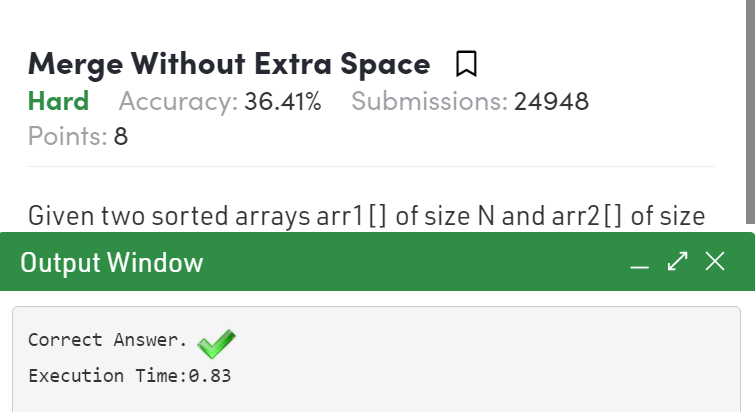 Merge Without Extra Space
Hard Accuracy: 36.41% Submissions: 24948
Points: 8
Given two sorted arrays arr1[] of size N and arr2[] of size
Output Window
Correct Answer.
Execution Time:0.83